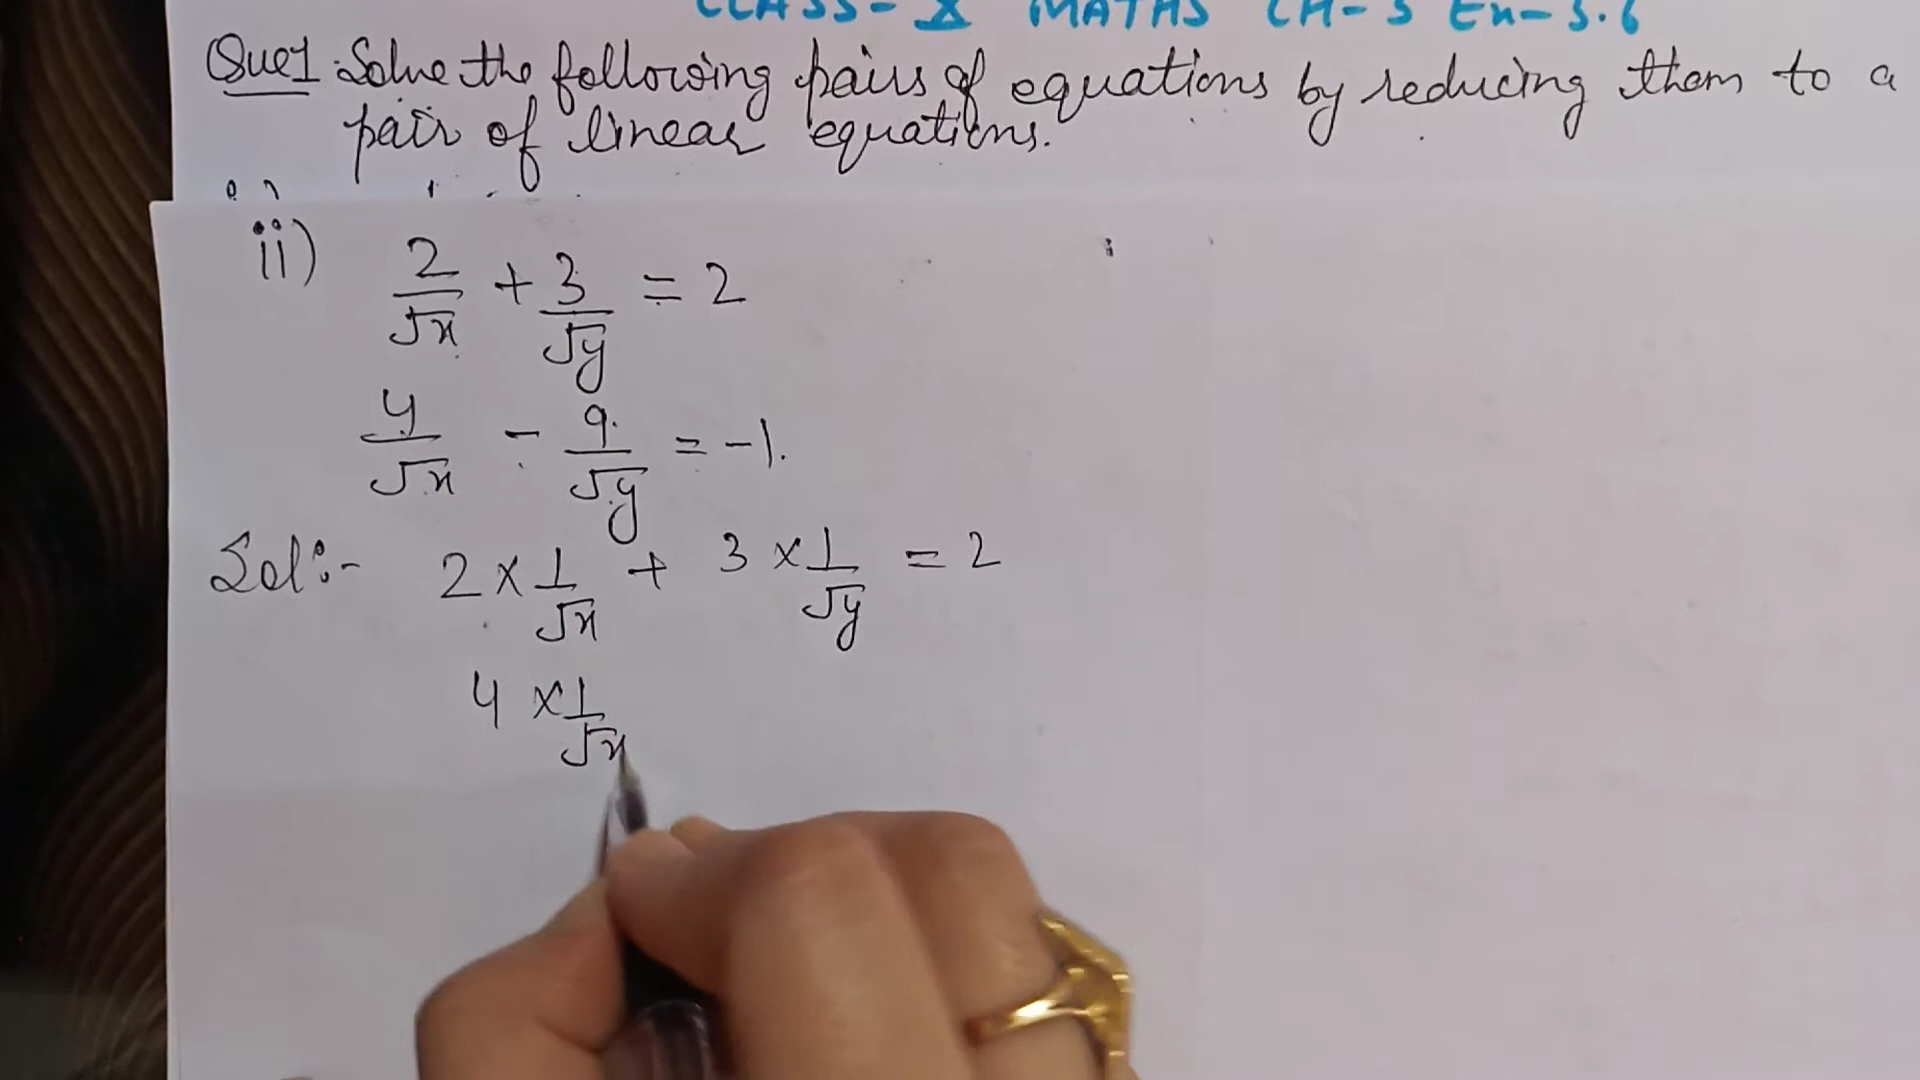 CLASS-X MATHS CH-3 Ex-3.6
Que1. Solve the following pairs of equations by reducing them to a
pair of linear equations.
ii) 2/√x + 3/√y = 2
4/√x - 9/√y = -1.
Sol:- 2 × 1/√x + 3 × 1/√y = 2
4 × 1/√x